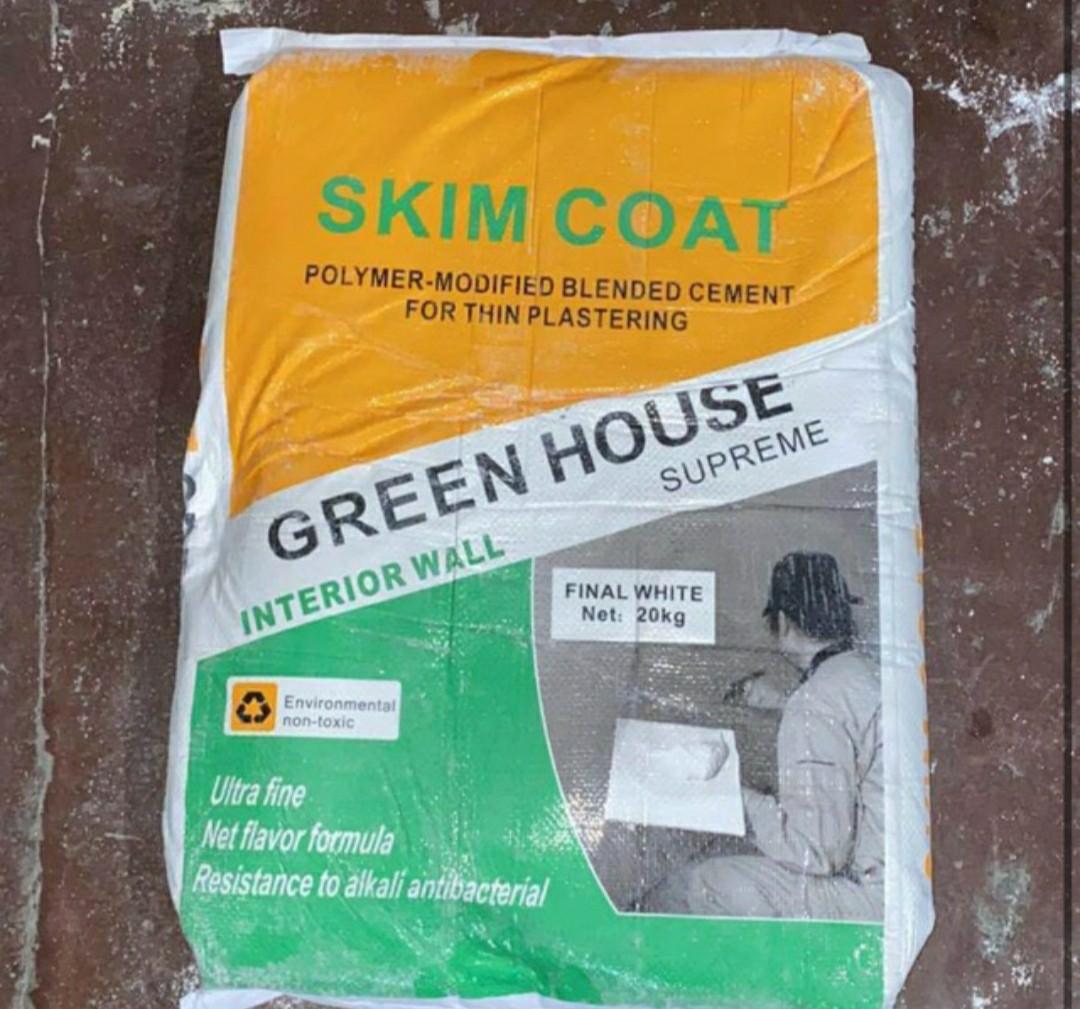 SKIM COAT
POLYMER-MODIFIED BLENDED CEMENT
FOR THIN PLASTERING
GREEN HOUSE
SUPREME
INTERIOR WALL
FINAL WHITE
Net: 20kg
Environmental
non-toxic
Ultra fine
Net flavor formula
Resistance to alkali antibacterial